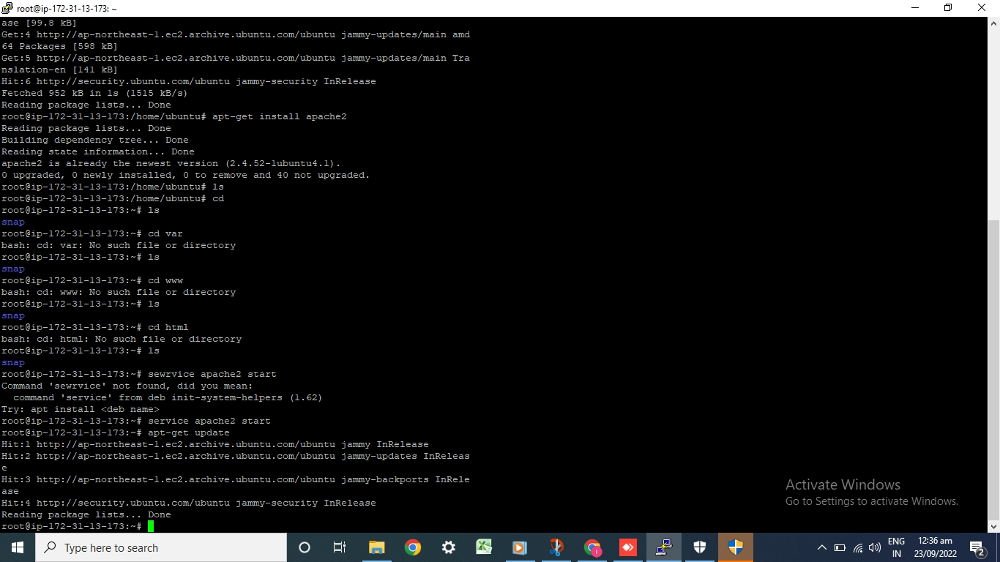 root@ip-172-31-13-173: ~
ase [99.8 kB]
Get:4 http://ap-northeast-1.ec2.archive.ubuntu.com/ubuntu jammy-updates/main amd
64 Packages [598 kB]
Get:5 http://ap-northeast-1.ec2.archive.ubuntu.com/ubuntu jammy-updates/main Tra
nslation-en [141 kB]
Hit:6 http://security.ubuntu.com/ubuntu jammy-security InRelease
Fetched 952 kB in 1s (1515 kB/s)
Reading package lists... Done
root@ip-172-31-13-173:/home/ubuntu# apt-get install apache2
Reading package lists... Done
Building dependency tree... Done
Reading state information... Done
apache2 is already the newest version (2.4.52-1ubuntu4.1).
0 upgraded, 0 newly installed, 0 to remove and 40 not upgraded.
root@ip-172-31-13-173:/home/ubuntu# ls
root@ip-172-31-13-173:/home/ubuntu# cd
root@ip-172-31-13-173:~# ls
snap
root@ip-172-31-13-173:~# cd var
bash: cd: var: No such file or directory
root@ip-172-31-13-173:~# ls
snap
root@ip-172-31-13-173:~# cd www
bash: cd: www: No such file or directory
root@ip-172-31-13-173:~# ls
snap
root@ip-172-31-13-173:~# cd html
bash: cd: html: No such file or directory
root@ip-172-31-13-173:~# ls
snap
root@ip-172-31-13-173:~# sewrvice apache2 start
Command 'sewrvice' not found, did you mean:
  command 'service' from deb init-system-helpers (1.62)
Try: apt install <deb name>
root@ip-172-31-13-173:~# service apache2 start
root@ip-172-31-13-173:~# apt-get update
Hit:1 http://ap-northeast-1.ec2.archive.ubuntu.com/ubuntu jammy InRelease
Hit:2 http://ap-northeast-1.ec2.archive.ubuntu.com/ubuntu jammy-updates InReleas
e
Hit:3 http://ap-northeast-1.ec2.archive.ubuntu.com/ubuntu jammy-backports InRele
ase
Hit:4 http://security.ubuntu.com/ubuntu jammy-security InRelease
Reading package lists... Done
root@ip-172-31-13-173:~#
Activate Windows
Go to Settings to activate Windows.
Type here to search
ENG
IN
12:36 am
23/09/2022
2